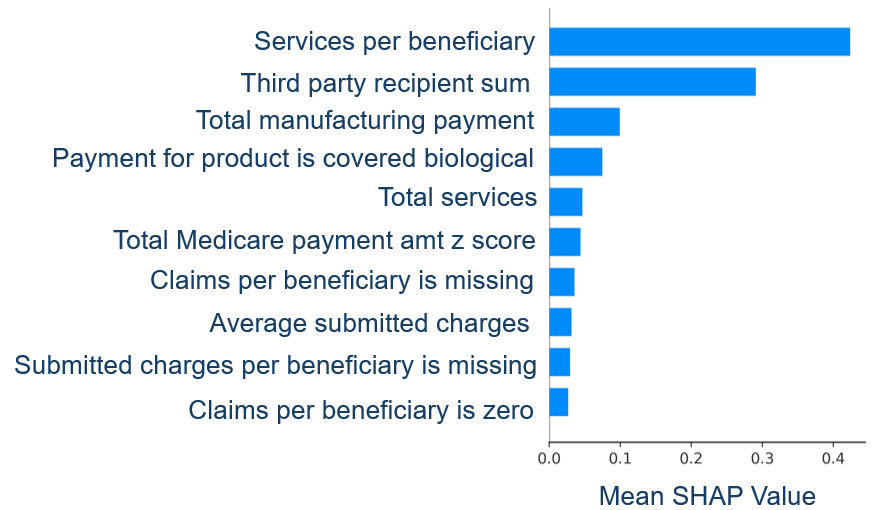 Services per beneficiary
Third party recipient sum
Total manufacturing payment
Payment for product is covered biological
Total services
Total Medicare payment amt z score
Claims per beneficiary is missing
Average submitted charges
Submitted charges per beneficiary is missing
Claims per beneficiary is zero
0.0 0.1 0.2 0.3 0.4
Mean SHAP Value